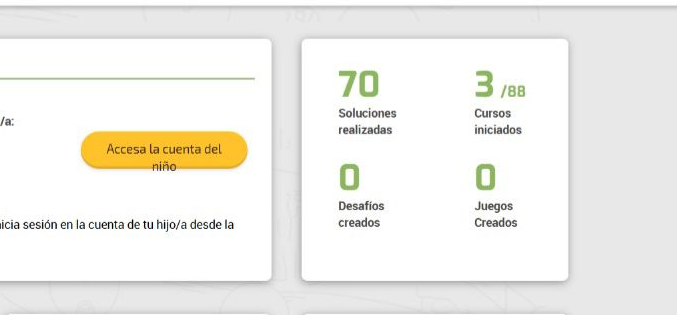 /a:
Accesa la cuenta del
niño
icia sesión en la cuenta de tu hijo/a desde la
70
Soluciones
realizadas
3 /88
Cursos
iniciados
0
Desafíos
creados
0
Juegos
Creados